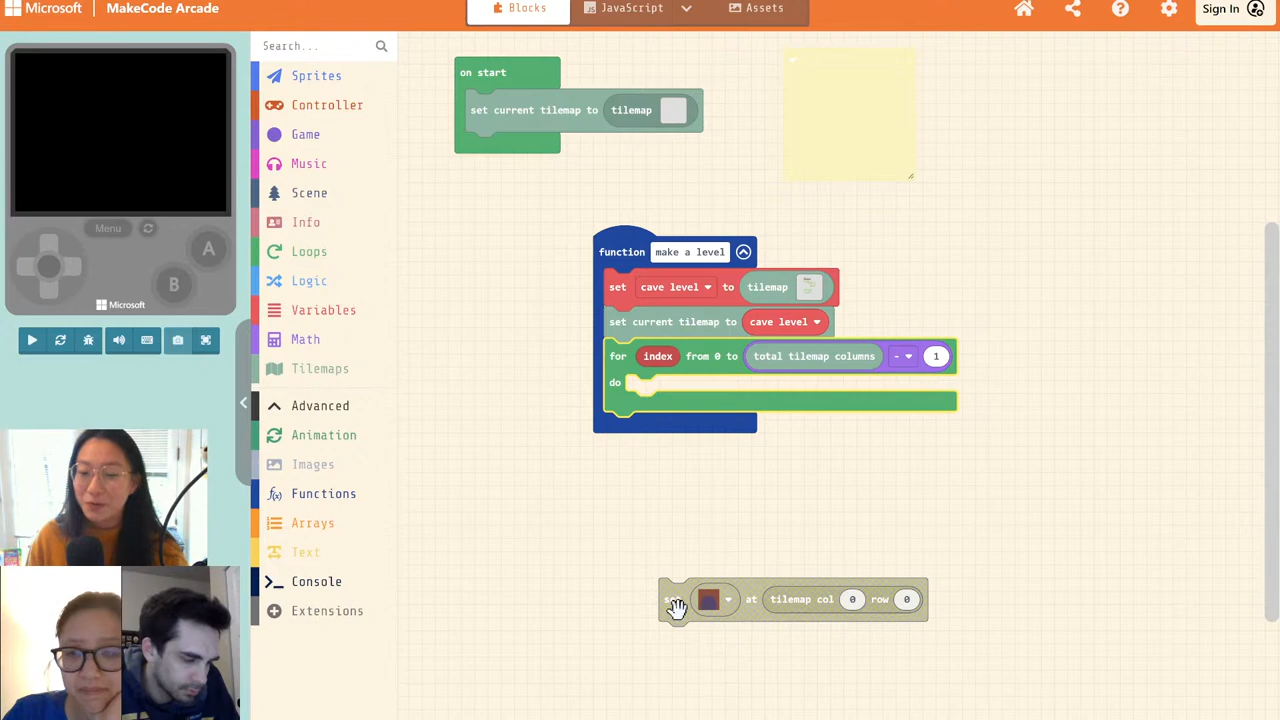 Microsoft MakeCode Arcade Blocks JavaScript Assets Sign In
Menu
A
B
Microsoft
Search...
Sprites
Controller
Game
Music
Scene
Info
Loops
Logic
Variables
Math
Tilemaps
Advanced
Animation
Images
Functions
Arrays
Text
Console
Extensions
on start
set current tilemap to tilemap
function make a level
set cave level to tilemap
set current tilemap to cave level
for index from 0 to total tilemap columns - 1
do
at tilemap col 0 row 0